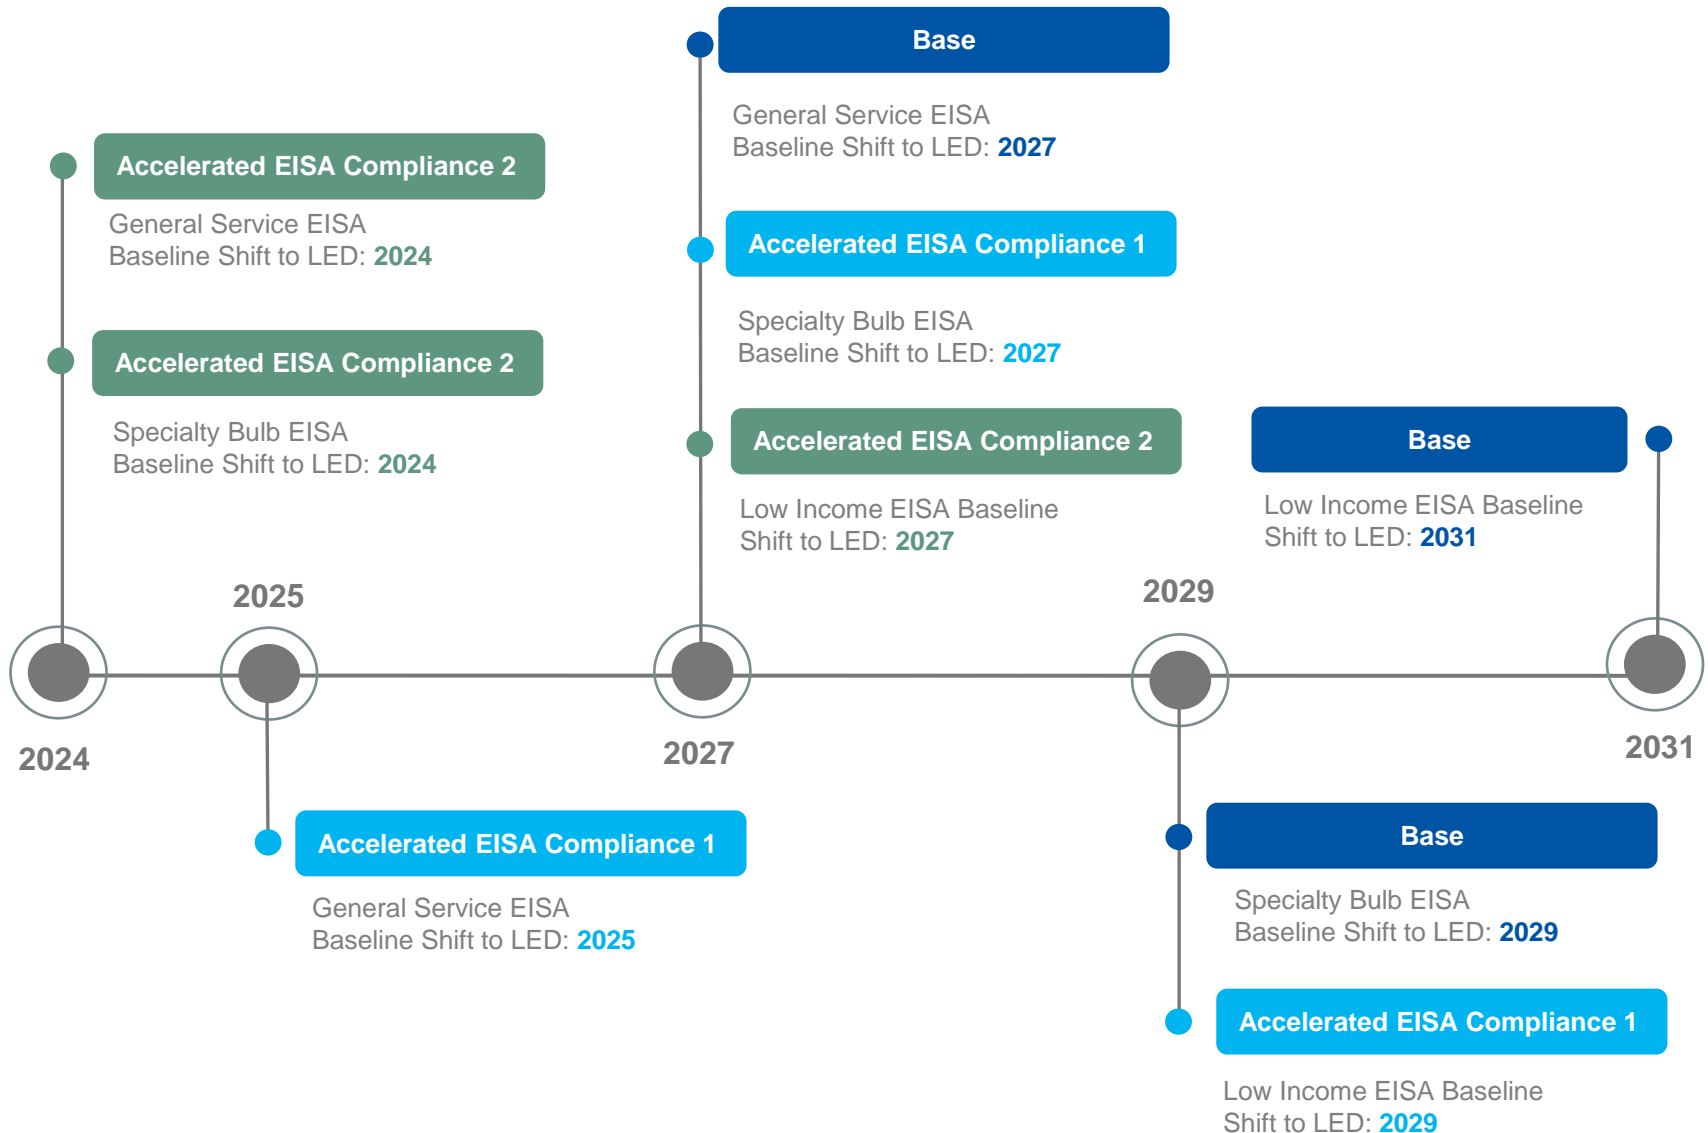 Accelerated EISA Compliance 2
General Service EISA
Baseline Shift to LED: 2024
Accelerated EISA Compliance 2
Specialty Bulb EISA
Baseline Shift to LED: 2024
2024
2025
Accelerated EISA Compliance 1
General Service EISA
Baseline Shift to LED: 2025
Base
General Service EISA
Baseline Shift to LED: 2027
Accelerated EISA Compliance 1
Specialty Bulb EISA
Baseline Shift to LED: 2027
Accelerated EISA Compliance 2
Low Income EISA Baseline
Shift to LED: 2027
2027
2029
Base
Specialty Bulb EISA
Baseline Shift to LED: 2029
Accelerated EISA Compliance 1
Low Income EISA Baseline
Shift to LED: 2029
Base
Low Income EISA Baseline
Shift to LED: 2031
2031